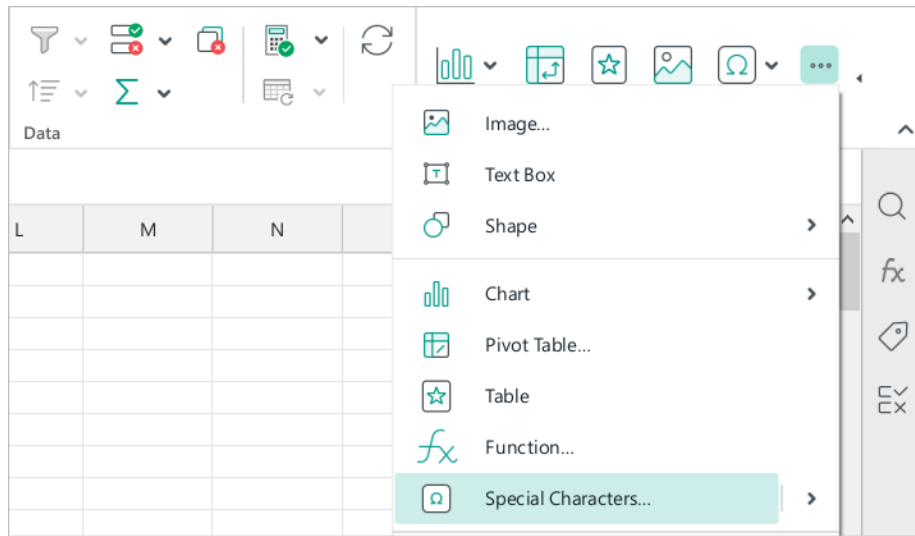 Data
L M N
Image...
Text Box
Shape
Chart
Pivot Table...
Table
Function...
Special Characters...